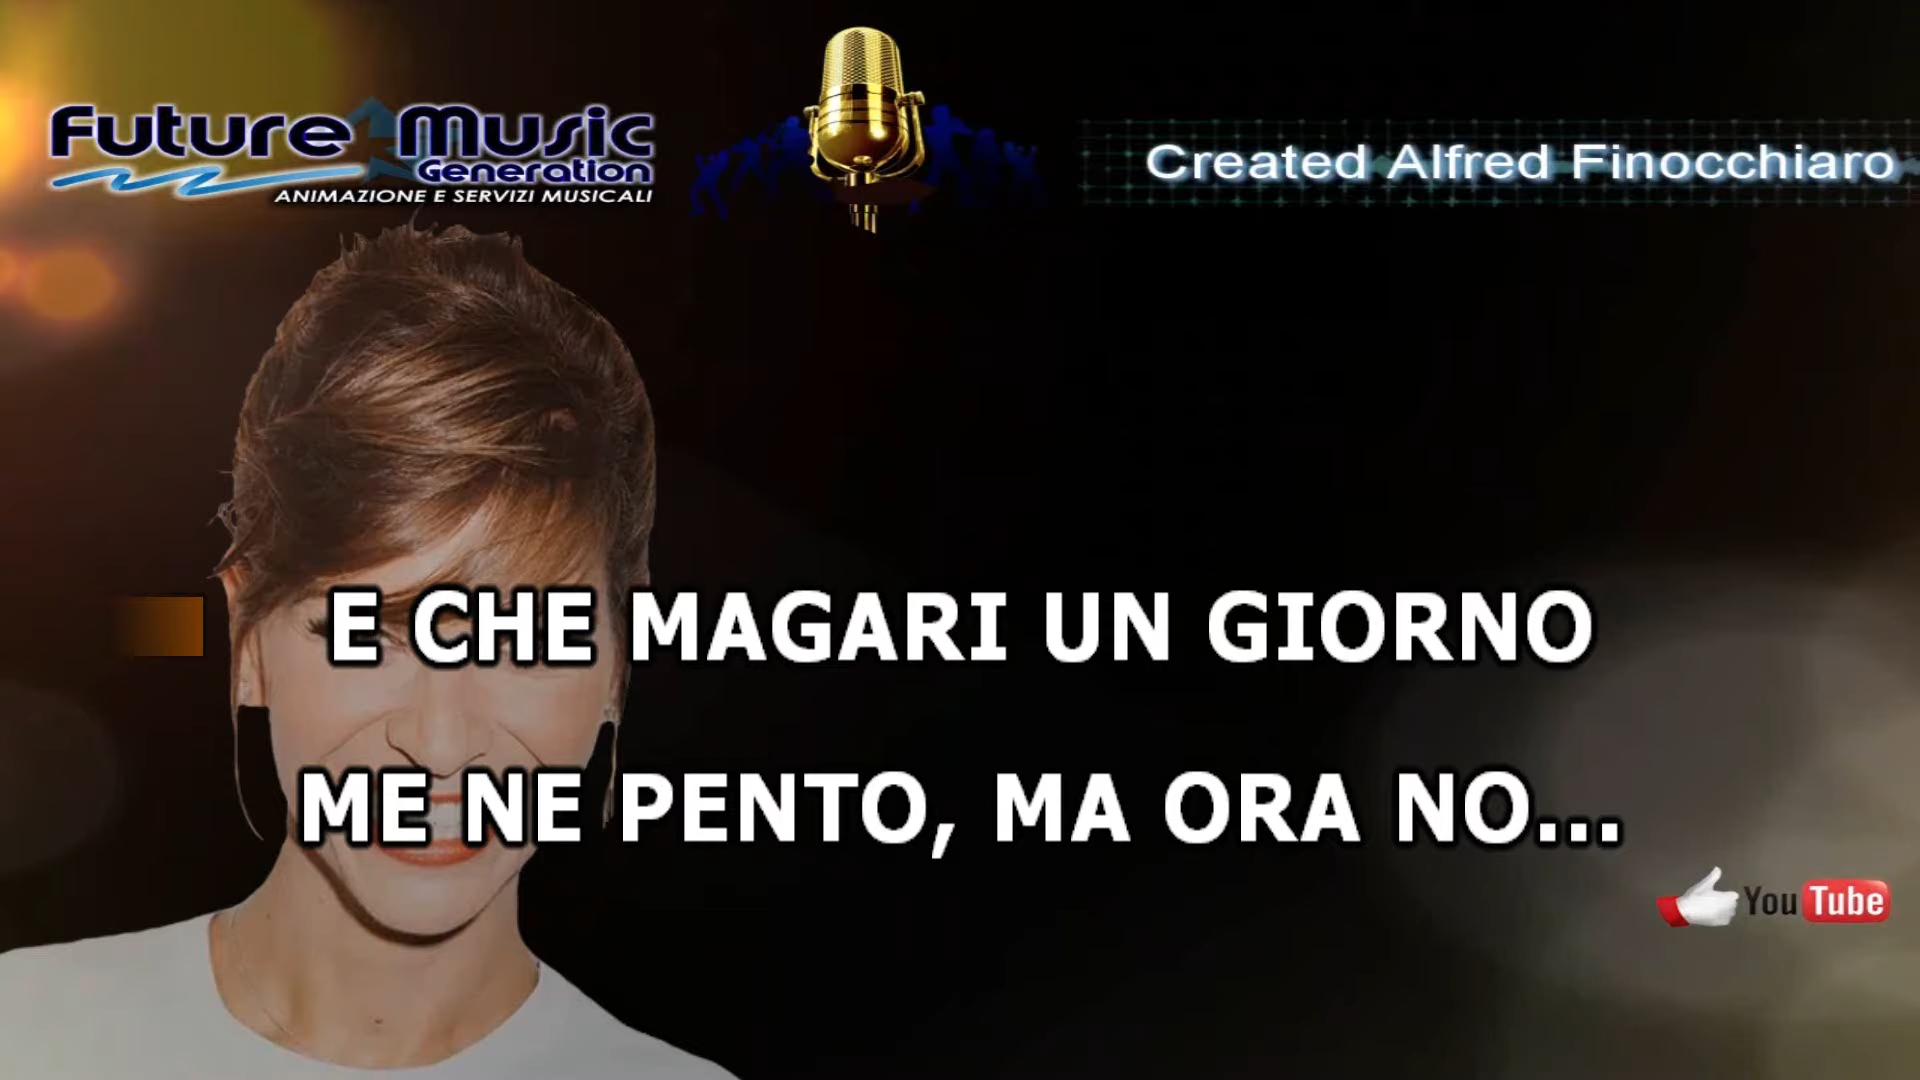 Future Music
Generation
ANIMAZIONE E SERVIZI MUSICALI
Created Alfred Finocchiaro
E CHE MAGARI UN GIORNO
ME NE PENTO, MA ORA NO...
YouTube